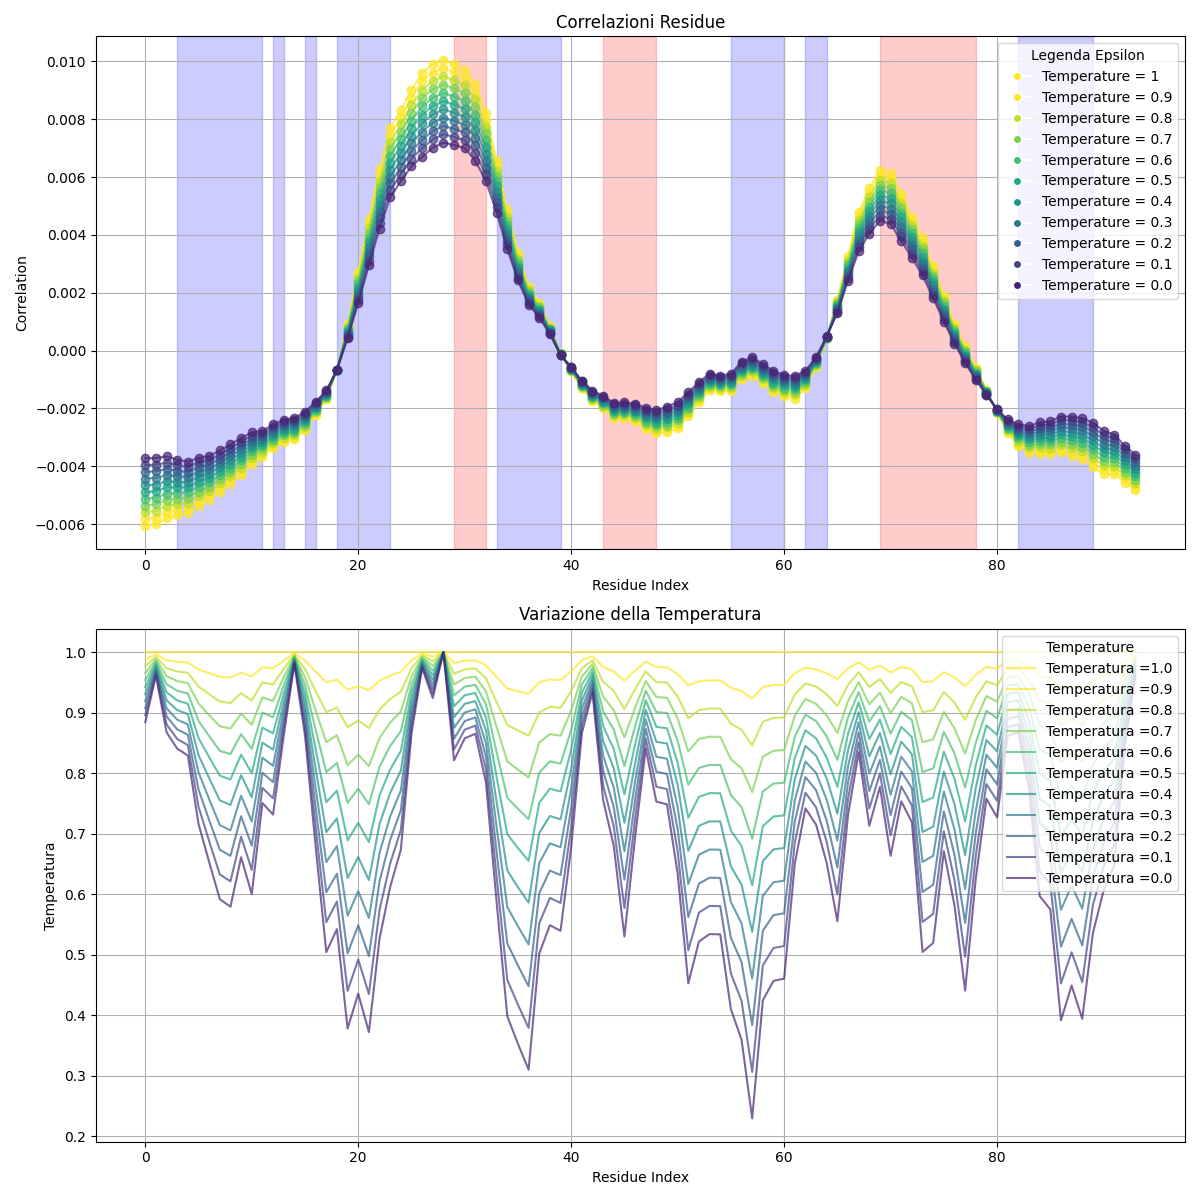 Correlazioni Residue
Correlation
0.010
0.008
0.006
0.004
0.002
0.000
−0.002
−0.004
−0.006
Legenda Epsilon
Temperature = 1
Temperature = 0.9
Temperature = 0.8
Temperature = 0.7
Temperature = 0.6
Temperature = 0.5
Temperature = 0.4
Temperature = 0.3
Temperature = 0.2
Temperature = 0.1
Temperature = 0.0
0 20 40 60 80
Residue Index
Variazione della Temperatura
Temperatura
1.0
0.9
0.8
0.7
0.6
0.5
0.4
0.3
0.2
Temperature
Temperatura =1.0
Temperatura =0.9
Temperatura =0.8
Temperatura =0.7
Temperatura =0.6
Temperatura =0.5
Temperatura =0.4
Temperatura =0.3
Temperatura =0.2
Temperatura =0.1
Temperatura =0.0
0 20 40 60 80
Residue Index